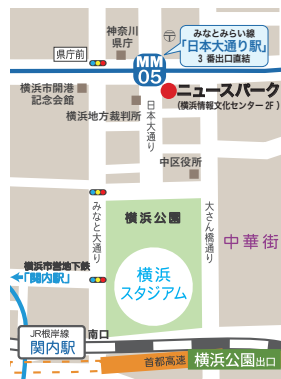 神奈川
県庁
〒
みなとみらい線
「日本大通り駅」
3 番出口直結
県庁前
MM
05
ニュースパーク
(横浜情報文化センター 2F )
横浜市開港
記念会館
横浜地方裁判所
日本大通り
中区役所
みなと大通り
横浜公園
大さん橋通り
中華街
横浜市営地下鉄
「関内駅」
横浜
スタジアム
JR根岸線
関内駅
南口
首都高速
横浜公園出口